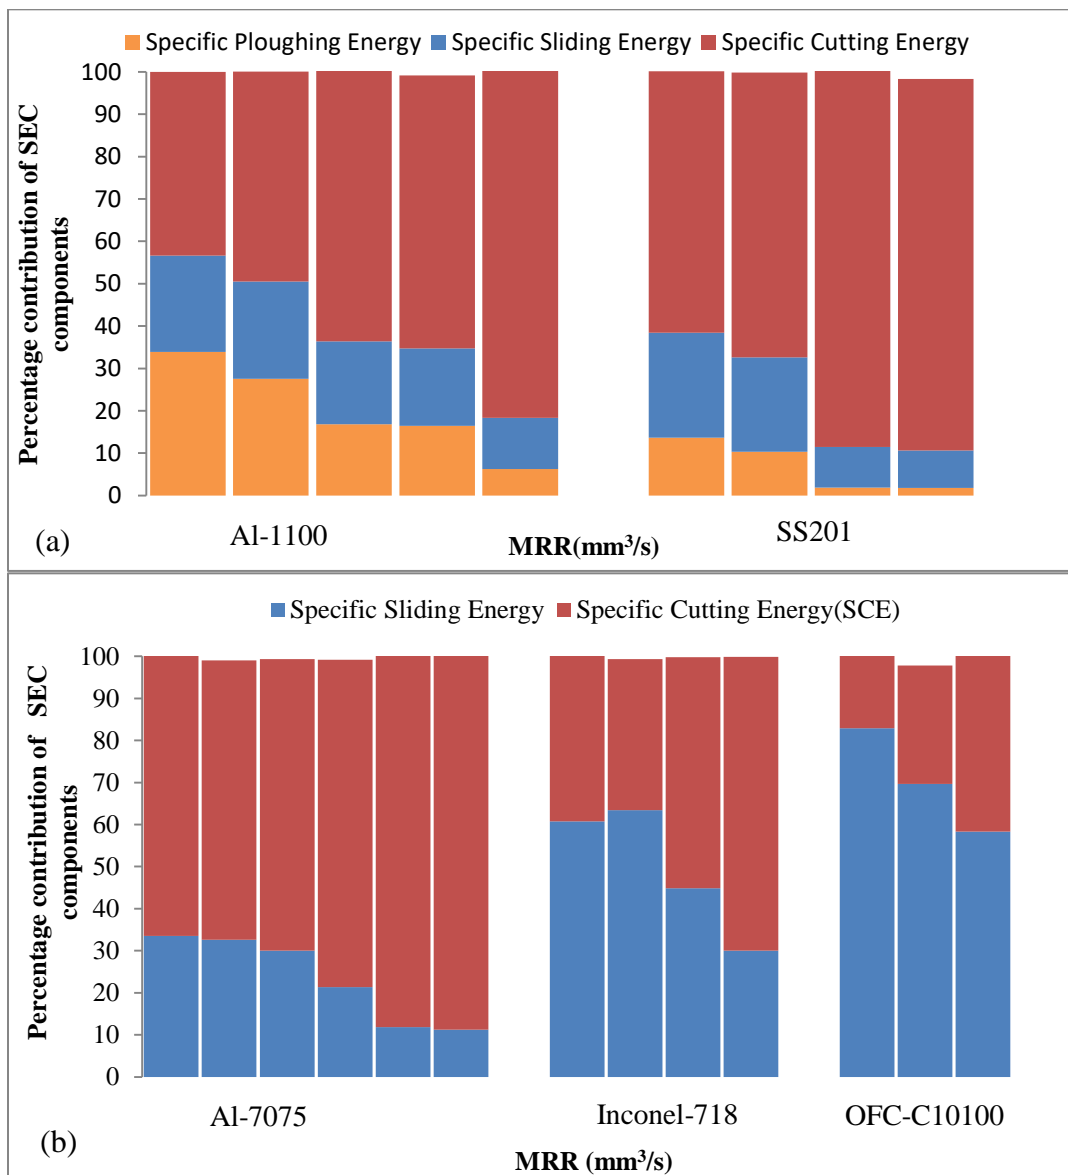 Specific Ploughing Energy Specific Sliding Energy Specific Cutting Energy
Percentage contribution of SEC
components
100
90
80
70
60
50
40
30
20
10
0
Al-1100
SS201
(a)
MRR(mm³/s)
Specific Sliding Energy Specific Cutting Energy(SCE)
Percentage contribution of SEC
components
100
90
80
70
60
50
40
30
20
10
0
Al-7075
Inconel-718
OFC-C10100
(b)
MRR (mm³/s)